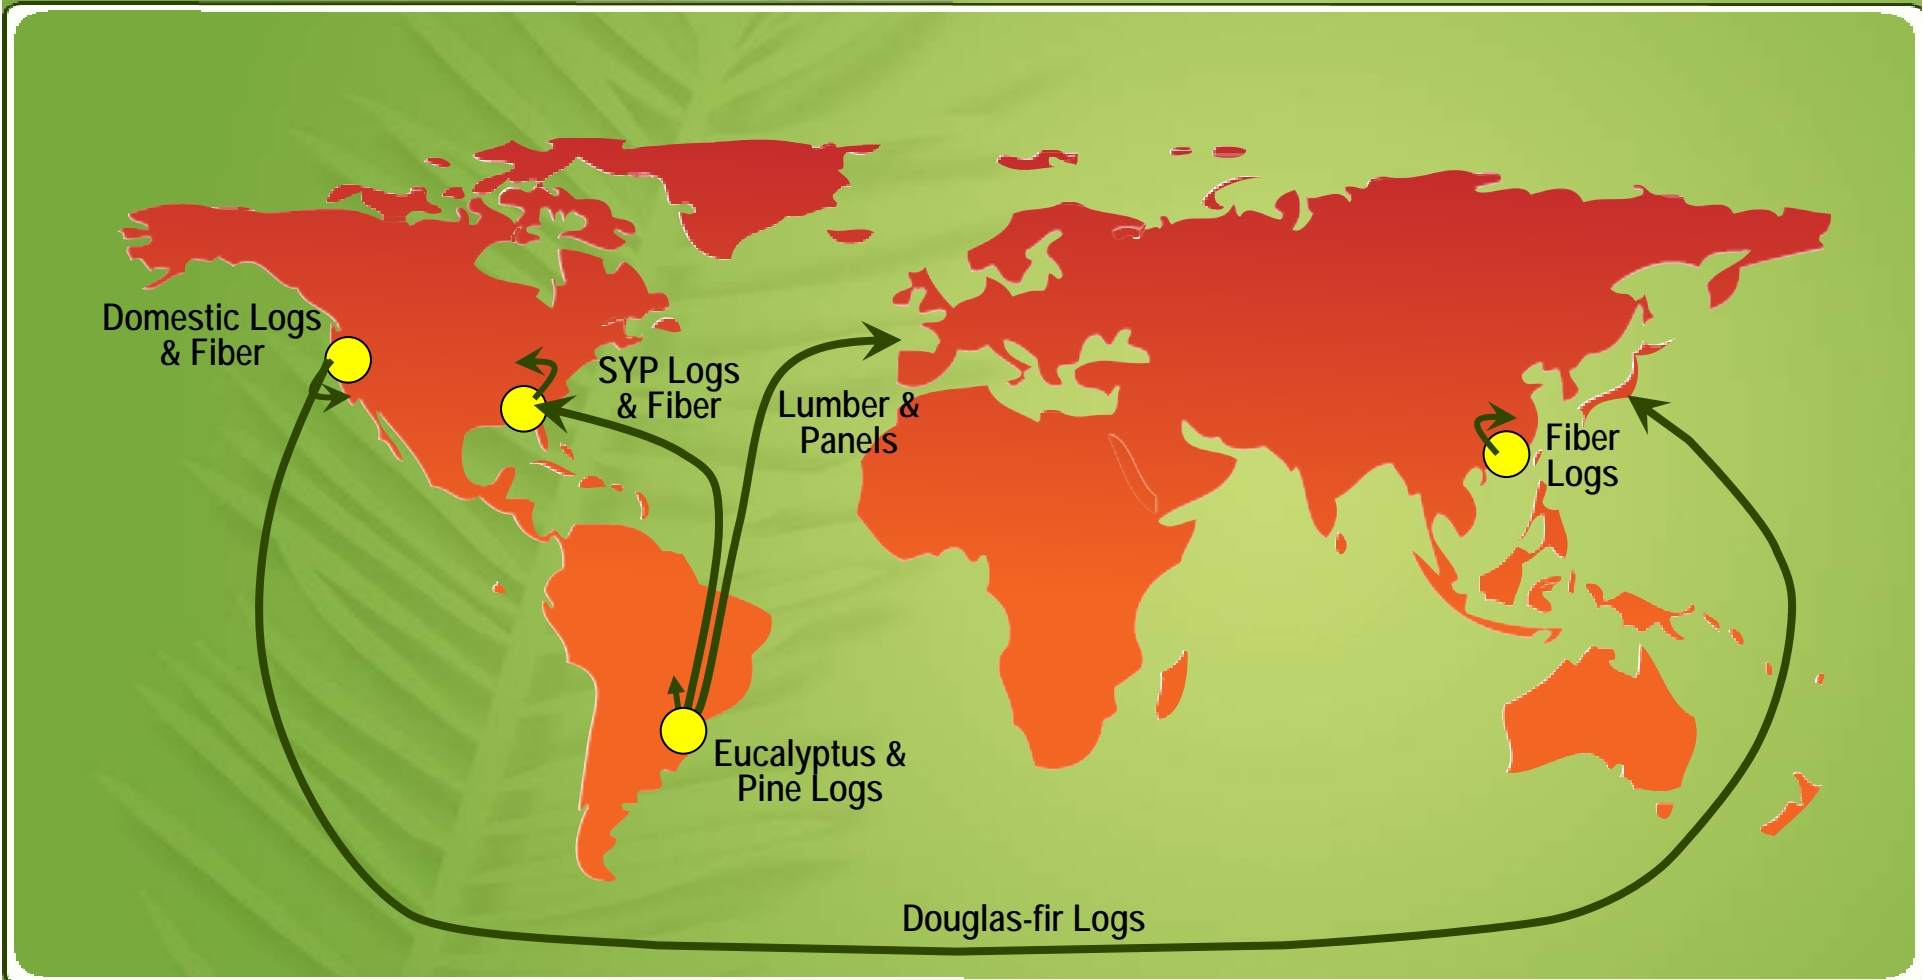 Domestic Logs
& Fiber
SYP Logs
& Fiber
Lumber &
Panels
Fiber
Logs
Eucalyptus &
Pine Logs
Douglas-fir Logs